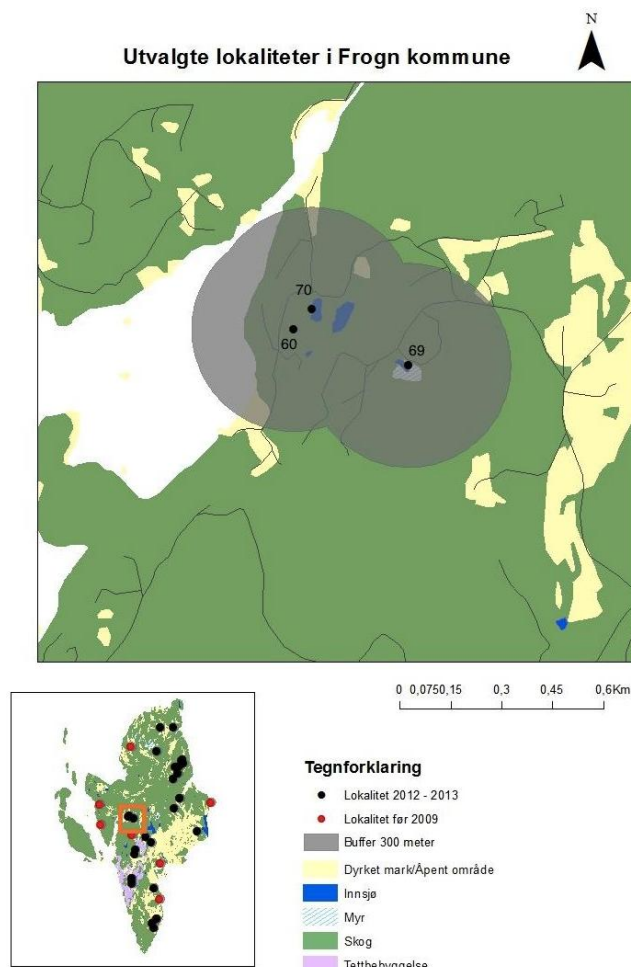 N
Utvalgte lokaliteter i Frogn kommune
70
60
69
0 0,0750,15 0,3 0,45 0,6Km
Tegnforklaring
Lokalitet 2012 - 2013
Lokalitet før 2009
Buffer 300 meter
Dyrket mark/Åpent område
Innsjø
Myr
Skog
Tettbebyggelse